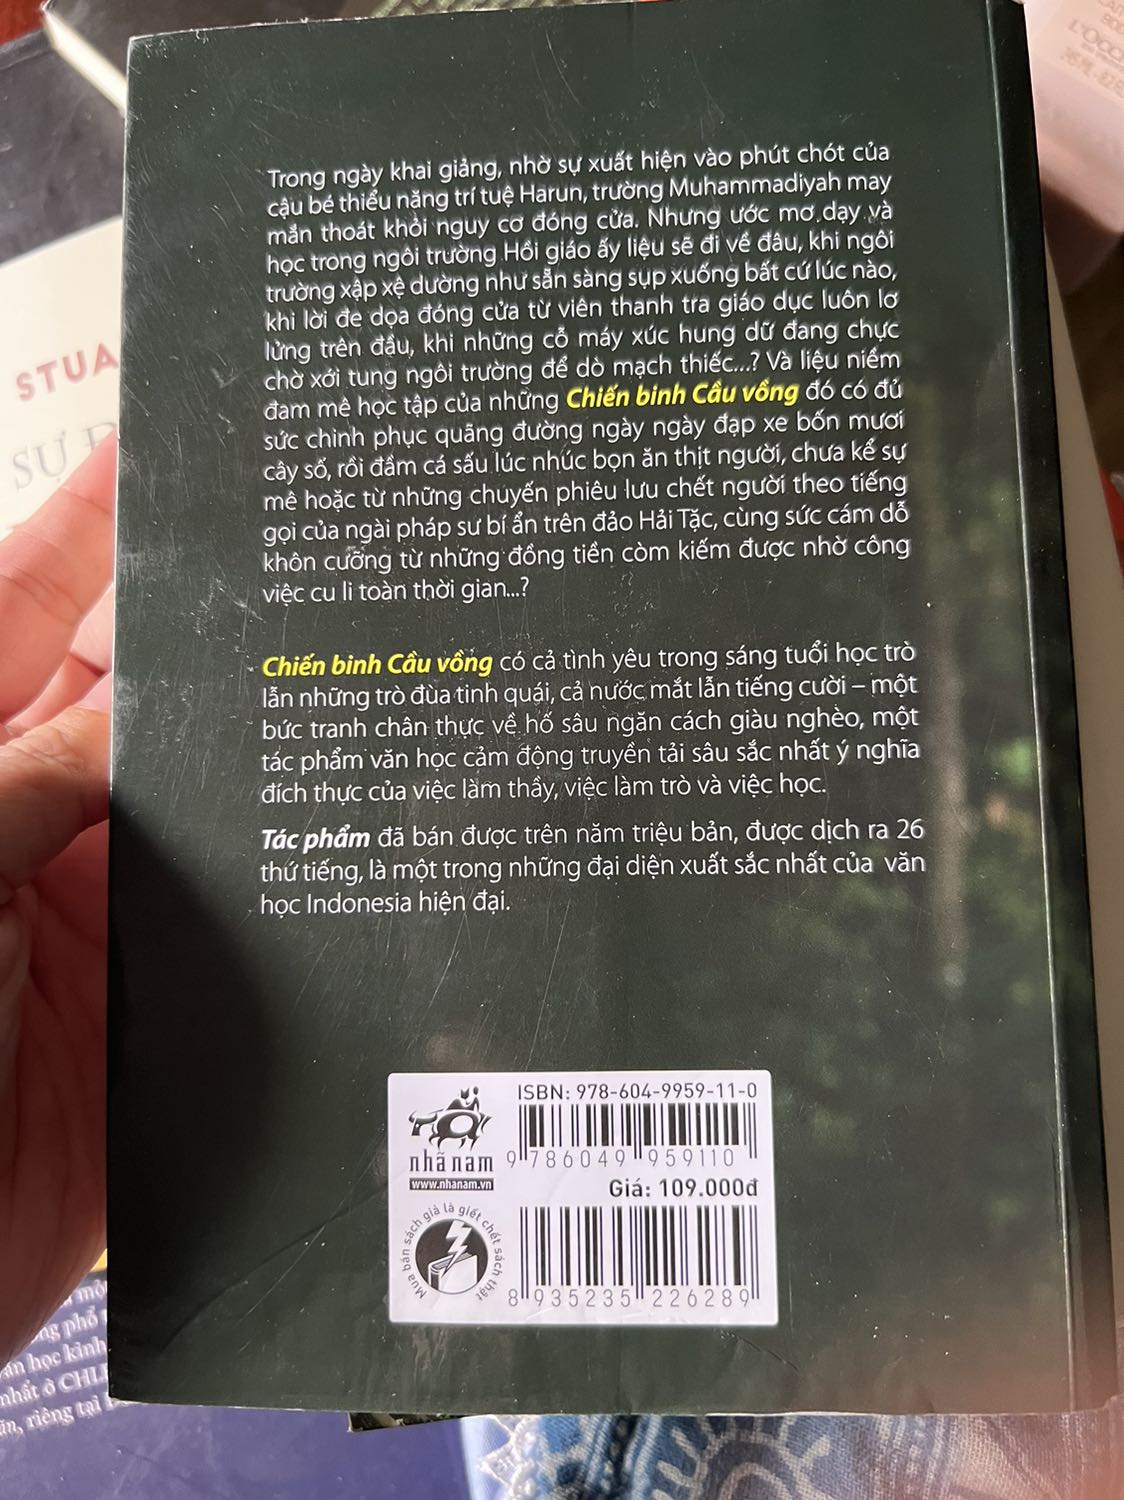 Trong ngày khai giảng, nhờ sự xuất hiện vào phút chót của
cậu bé thiểu năng trí tuệ Harun, trường Muhammadiyah may
mắn thoát khỏi nguy cơ đóng cửa. Nhưng ước mơ dạy và
học trong ngôi trường Hồi giáo ấy liệu sẽ đi về đâu, khi ngôi
trường xập xệ dường như sẵn sàng sụp xuống bất cứ lúc nào,
khi lời đe dọa đóng cửa từ viên thanh tra giáo dục luôn lơ
lửng trên đầu, khi những cỗ máy xúc hung dữ đang chực
chờ xới tung ngôi trường để dò mạch thiếc...? Và liệu niềm
đam mê học tập của những Chiến binh Cầu vồng đó có đủ
sức chinh phục quãng đường ngày ngày đạp xe bốn mươi
cây số, rồi đầm cá sấu lúc nhúc bọn ăn thịt người, chưa kể sự
mê hoặc từ những chuyến phiêu lưu chết người theo tiếng
gọi của ngài pháp sư bí ẩn trên đảo Hải Tặc, cùng sức cám dỗ
khôn cưỡng từ những đồng tiền còm kiếm được nhờ công
việc cu li toàn thời gian...?
Chiến binh Cầu vồng có cả tình yêu trong sáng tuổi học trò
lẫn những trò đùa tinh quái, cả nước mắt lẫn tiếng cười – một
bức tranh chân thực về hố sâu ngăn cách giàu nghèo, một
tác phẩm văn học cảm động truyền tải sâu sắc nhất ý nghĩa
đích thực của việc làm thầy, việc làm trò và việc học.
Tác phẩm đã bán được trên năm triệu bản, được dịch ra 26
thứ tiếng, là một trong những đại diện xuất sắc nhất của văn
học Indonesia hiện đại.
ISBN: 978-604-9959-11-0
9 786049 959110
nhã nam
www.nhanam.vn
Giá: 109.000đ
Mua bán sách giả là giết chết sách thật
8 935235 226289
STUA
SỰ
phố
học kinh
nhất ở CHL
riêng tại
L'OCC